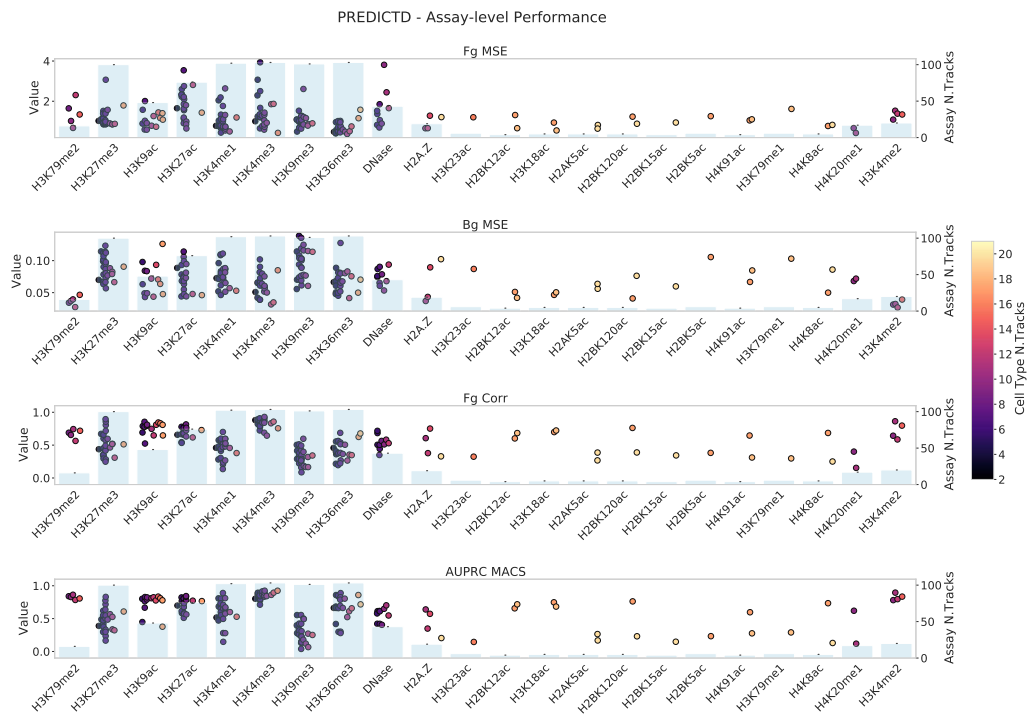 PREDICTD - Assay-level Performance
Fg MSE
Value
4
2
100
50
0
Assay N.Tracks
H3K79me2
H3K27me3
H3K9ac
H3K27ac
H3K4me1
H3K4me3
H3K9me3
H3K36me3
DNase
H2A.Z
H3K23ac
H2BK12ac
H3K18ac
H2AK5ac
H2BK120ac
H2BK15ac
H2BK5ac
H4K91ac
H3K79me1
H4K8ac
H4K20me1
H3K4me2
Bg MSE
Value
0.10
0.05
100
50
0
Assay N.Tracks
H3K79me2
H3K27me3
H3K9ac
H3K27ac
H3K4me1
H3K4me3
H3K9me3
H3K36me3
DNase
H2A.Z
H3K23ac
H2BK12ac
H3K18ac
H2AK5ac
H2BK120ac
H2BK15ac
H2BK5ac
H4K91ac
H3K79me1
H4K8ac
H4K20me1
H3K4me2
Fg Corr
Value
1.0
0.5
0.0
100
50
0
Assay N.Tracks
H3K79me2
H3K27me3
H3K9ac
H3K27ac
H3K4me1
H3K4me3
H3K9me3
H3K36me3
DNase
H2A.Z
H3K23ac
H2BK12ac
H3K18ac
H2AK5ac
H2BK120ac
H2BK15ac
H2BK5ac
H4K91ac
H3K79me1
H4K8ac
H4K20me1
H3K4me2
AUPRC MACS
Value
1.0
0.5
0.0
100
50
0
Assay N.Tracks
H3K79me2
H3K27me3
H3K9ac
H3K27ac
H3K4me1
H3K4me3
H3K9me3
H3K36me3
DNase
H2A.Z
H3K23ac
H2BK12ac
H3K18ac
H2AK5ac
H2BK120ac
H2BK15ac
H2BK5ac
H4K91ac
H3K79me1
H4K8ac
H4K20me1
H3K4me2
20
18
16
14
12
10
8
6
4
2
Cell Type N.Tracks